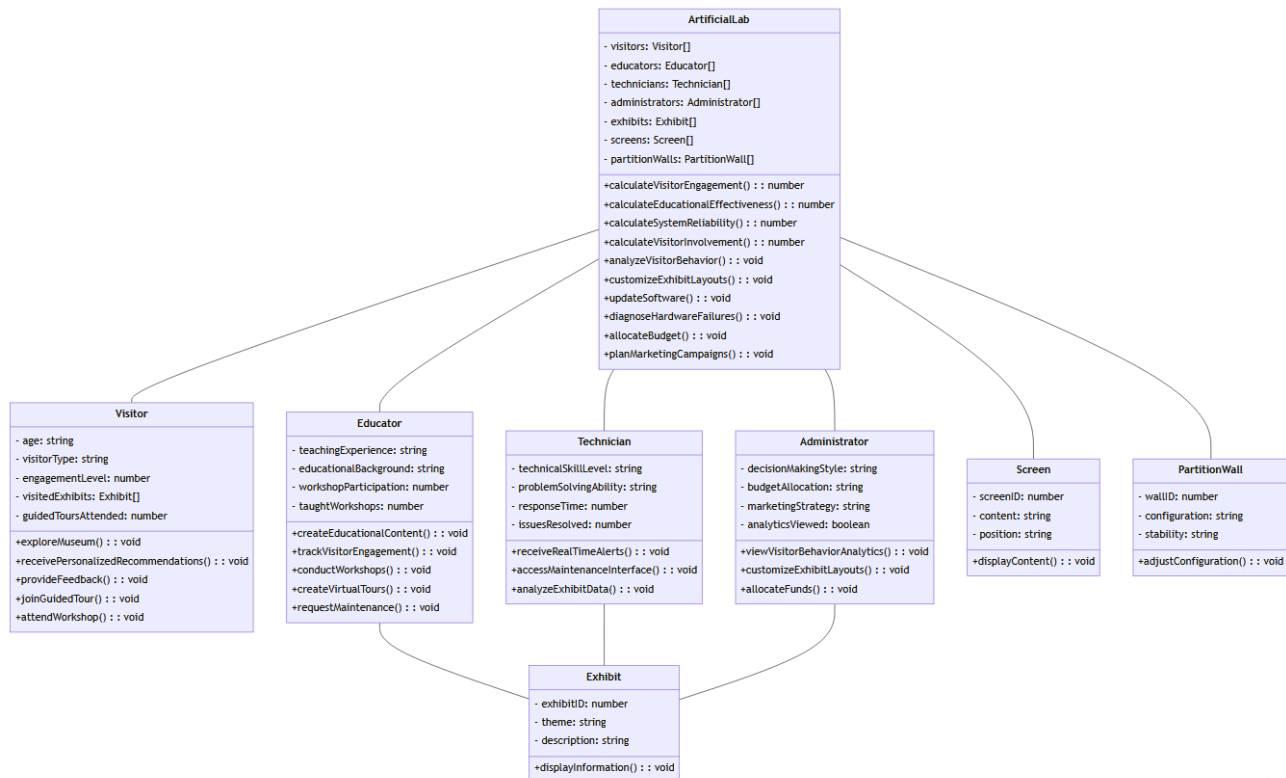 ArtificialLab
- visitors: Visitor[]
- educators: Educator[]
- technicians: Technician[]
- administrators: Administrator[]
- exhibits: Exhibit[]
- screens: Screen[]
- partitionWalls: PartitionWall[]
+calculateVisitorEngagement() : : number
+calculateEducationalEffectiveness() : : number
+calculateSystemReliability() : : number
+calculateVisitorInvolvement() : : number
+analyzeVisitorBehavior() : : void
+customizeExhibitLayouts() : : void
+updateSoftware() : : void
+diagnoseHardwareFailures() : : void
+allocateBudget() : : void
+planMarketingCampaigns() : : void
Visitor
- age: string
- visitorType: string
- engagementLevel: number
- visitedExhibits: Exhibit[]
- guidedToursAttended: number
+exploreMuseum() : : void
+receivePersonalizedRecommendations() : : void
+provideFeedback() : : void
+joinGuidedTour() : : void
+attendWorkshop() : : void
Educator
- teachingExperience: string
- educationalBackground: string
- workshopParticipation: number
- taughtWorkshops: number
+createEducationalContent() : : void
+trackVisitorEngagement() : : void
+conductWorkshops() : : void
+createVirtualTours() : : void
+requestMaintenance() : : void
Technician
- technicalSkillLevel: string
- problemSolvingAbility: string
- responseTime: number
- issuesResolved: number
+receiveRealTimeAlerts() : : void
+accessMaintenanceInterface() : : void
+analyzeExhibitData() : : void
Administrator
- decisionMakingStyle: string
- budgetAllocation: string
- marketingStrategy: string
- analyticsViewed: boolean
+viewVisitorBehaviorAnalytics() : : void
+customizeExhibitLayouts() : : void
+allocateFunds() : : void
Screen
- screenID: number
- content: string
- position: string
+displayContent() : : void
PartitionWall
- wallID: number
- configuration: string
- stability: string
+adjustConfiguration() : : void
Exhibit
- exhibitID: number
- theme: string
- description: string
+displayInformation() : : void